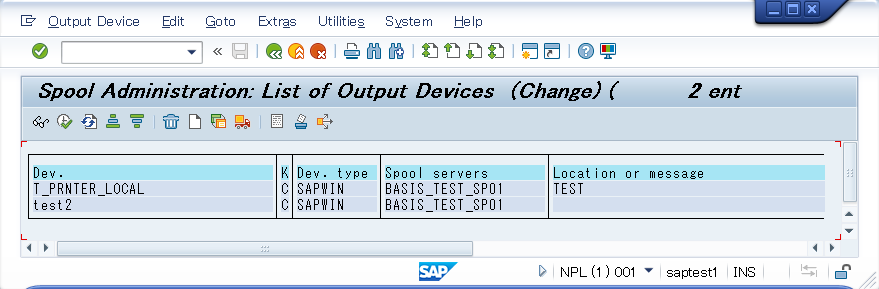 Output Device Edit Goto Extras Utilities System Help
Spool Administration: List of Output Devices (Change) ( 2 ent
Dev. K Dev. type Spool servers Location or message
T_PRNTER_LOCAL C SAPWIN BASIS_TEST_SP01 TEST
test2 C SAPWIN BASIS_TEST_SP01
SAP NPL (1) 001 saptest1 INS